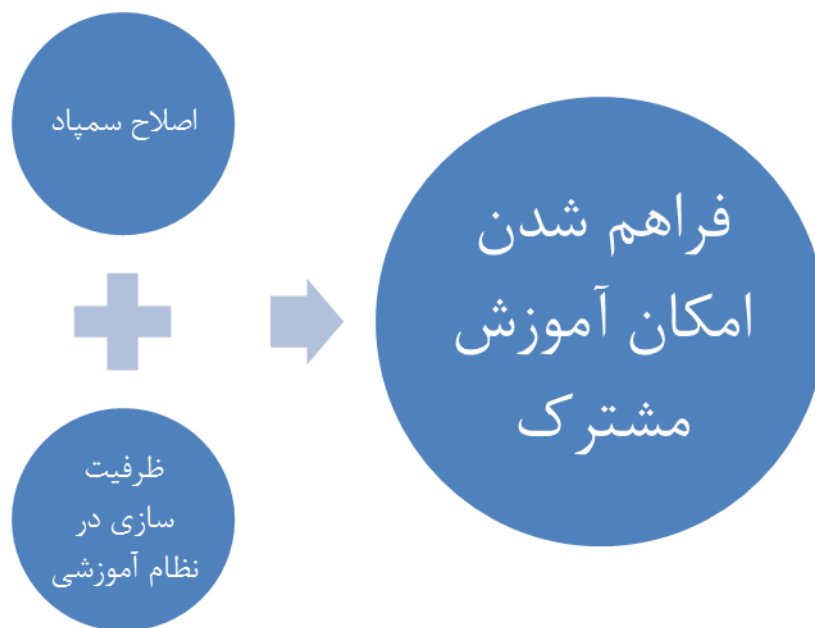 اصلاح سمپاد
ظرفیت
سازی در
نظام آموزشی
فراهم شدن
امکان آموزش
مشترک